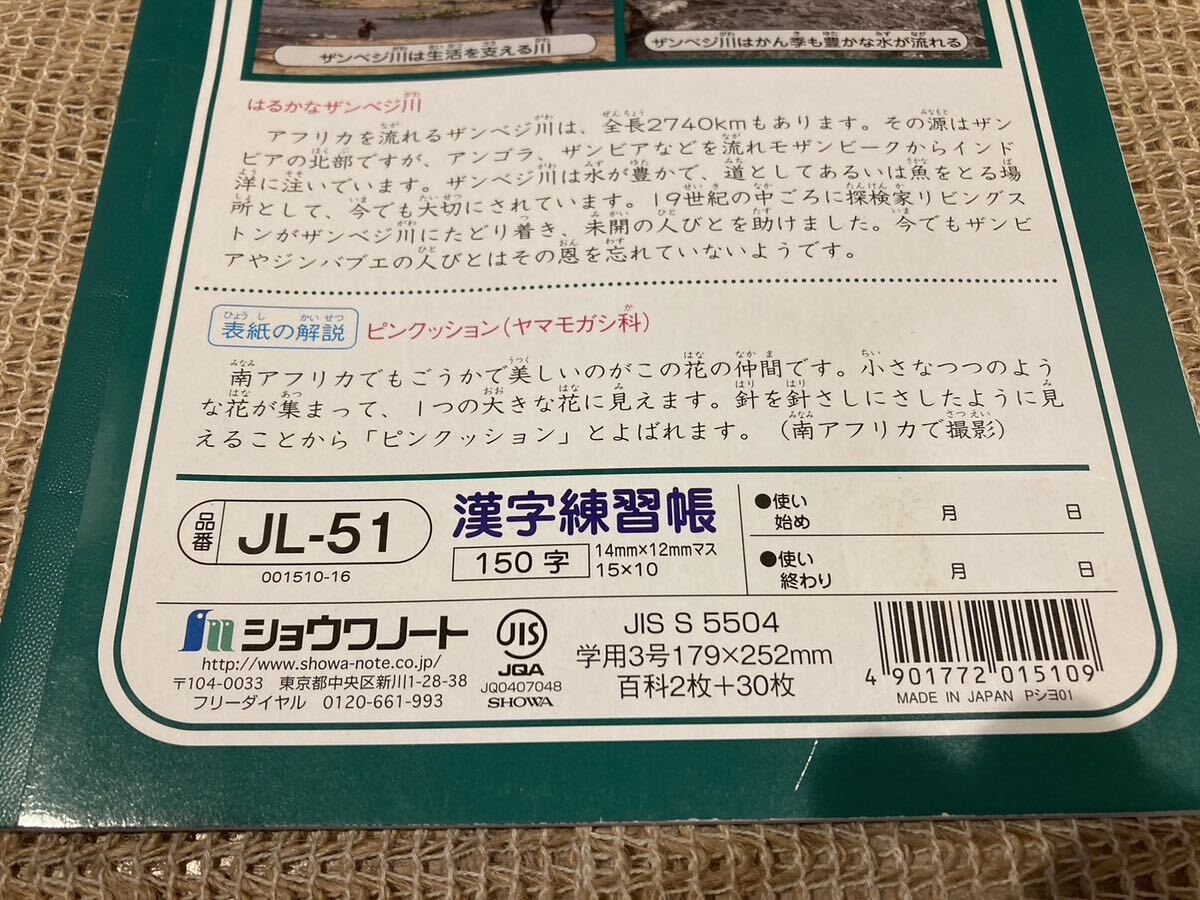 ザンベジ川は生活を支える川
ザンベジ川はかん季も豊かな水が流れる
はるかなザンベジ川
アフリカを流れるザンベジ川は、全長2740kmもあります。その源はザン
ビアの北部ですが、アンゴラ、ザンビアなどを流れモザンビークからインド
洋に注いでいます。ザンベジ川は水が豊かで、道としてあるいは魚をとる場
所として、今でも大切にされています。19世紀の中ごろに探検家リビングス
トンがザンベジ川にたどり着き、未開の人びとを助けました。今でもザンビ
アやジンバブエの人びとはその恩を忘れていないようです。
表紙の解説 ピンクッション(ヤマモガシ科)
南アフリカでもごうかで美しいのがこの花の仲間です。小さなつつのよう
な花が集まって、1つの大きな花に見えます。針を針さしにさしたように見
えることから「ピンクッション」とよばれます。(南アフリカで撮影)
品番 JL-51
001510-16
漢字練習帳
150字 14mm×12mmマス
15×10
●使い始め 月 日
●使い終わり 月 日
ショウワノート
http://www.showa-note.co.jp/
〒104-0033 東京都中央区新川1-28-38
フリーダイヤル 0120-661-993
JIS
JQA
JQ0407048
SHOWA
JIS S 5504
学用3号179×252mm
百科2枚+30枚
4 901772 015109
MADE IN JAPAN Pシヨ01